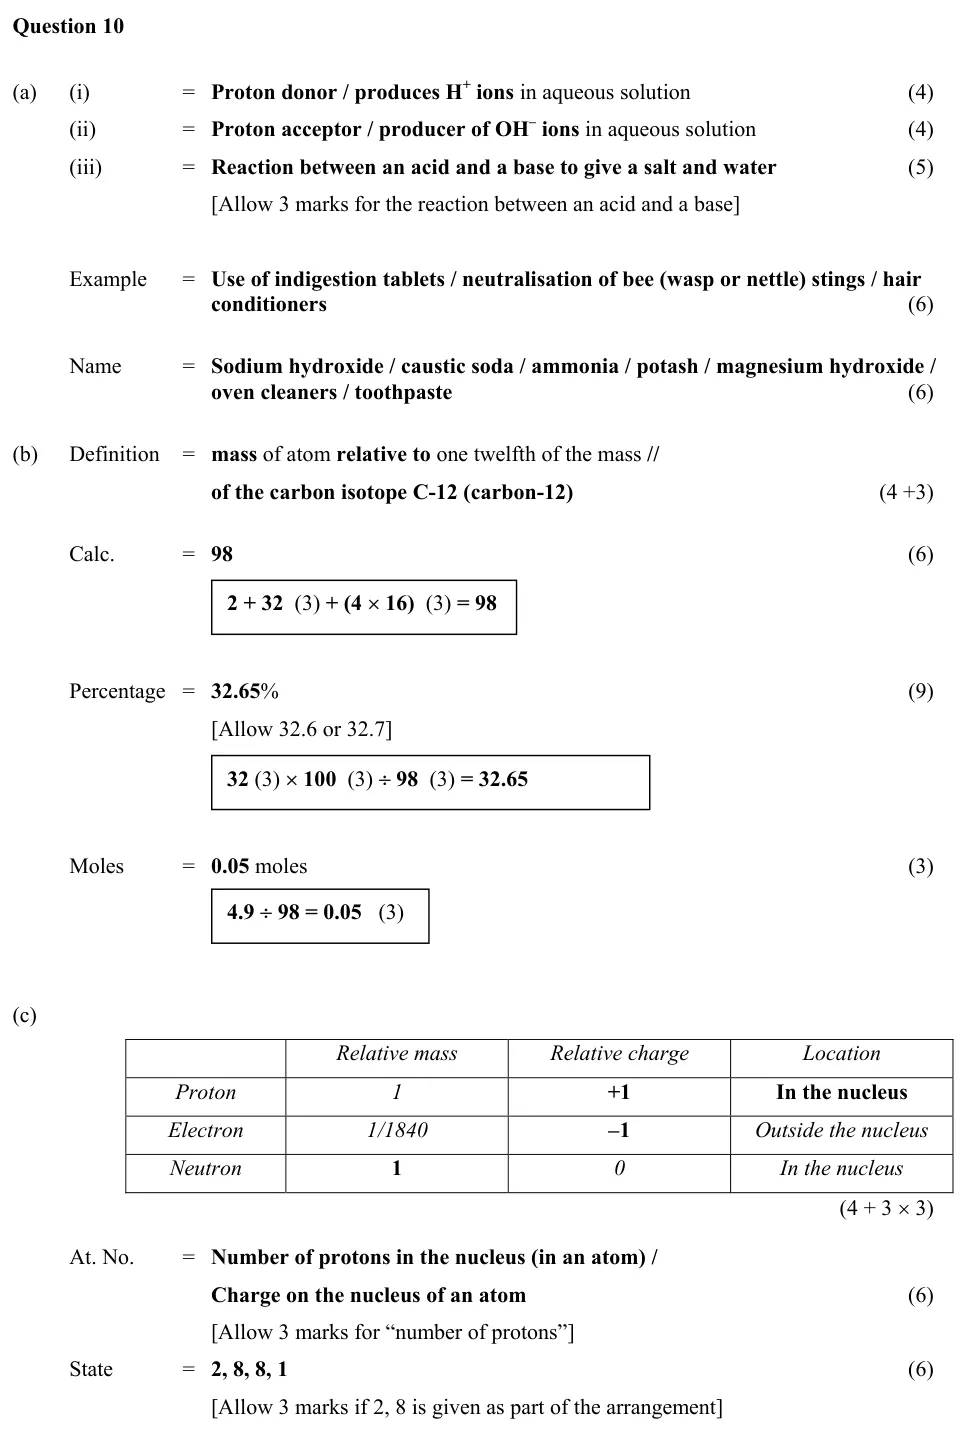 Question 10
(a) (i) = Proton donor / produces H⁺ ions in aqueous solution (4)
(ii) = Proton acceptor / producer of OH⁻ ions in aqueous solution (4)
(iii) = Reaction between an acid and a base to give a salt and water (5)
[Allow 3 marks for the reaction between an acid and a base]
Example = Use of indigestion tablets / neutralisation of bee (wasp or nettle) stings / hair
conditioners (6)
Name = Sodium hydroxide / caustic soda / ammonia / potash / magnesium hydroxide /
oven cleaners / toothpaste (6)
(b) Definition = mass of atom relative to one twelfth of the mass //
of the carbon isotope C-12 (carbon-12) (4 +3)
Calc. = 98 (6)
2 + 32 (3) + (4 × 16) (3) = 98
Percentage = 32.65% (9)
[Allow 32.6 or 32.7]
32 (3) × 100 (3) ÷ 98 (3) = 32.65
Moles = 0.05 moles (3)
4.9 ÷ 98 = 0.05 (3)
(c)
Relative mass Relative charge Location
Proton 1 +1 In the nucleus
Electron 1/1840 –1 Outside the nucleus
Neutron 1 0 In the nucleus
(4 + 3 × 3)
At. No. = Number of protons in the nucleus (in an atom) /
Charge on the nucleus of an atom (6)
[Allow 3 marks for “number of protons”]
State = 2, 8, 8, 1 (6)
[Allow 3 marks if 2, 8 is given as part of the arrangement]